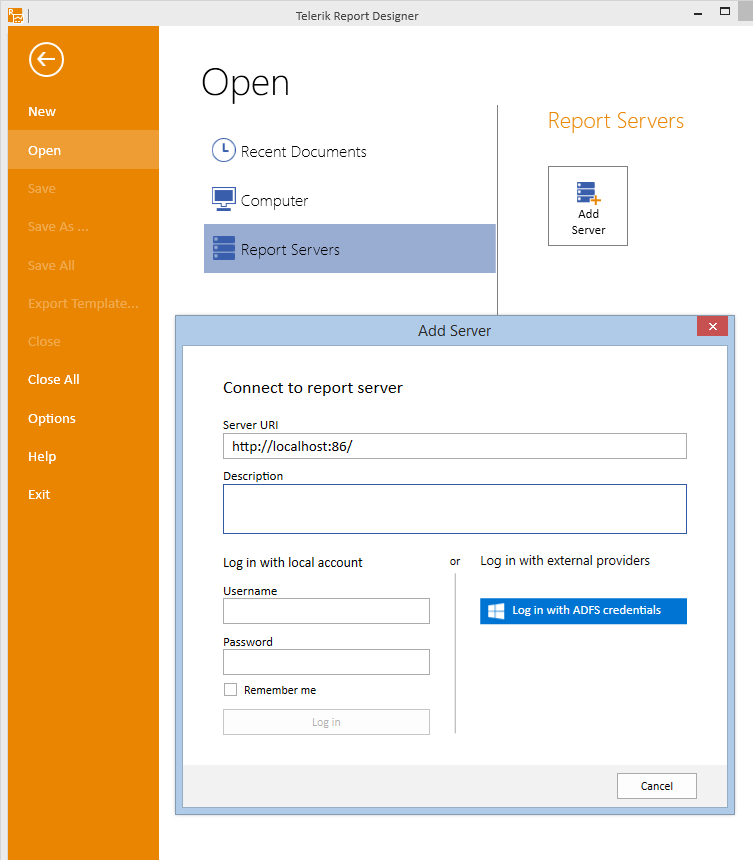 Telerik Report Designer
New
Open
Save
Save As ...
Save All
Export Template...
Close
Close All
Options
Help
Exit
Open
Recent Documents
Computer
Report Servers
Report Servers
Add
Server
Add Server
Connect to report server
Server URI
http://localhost:86/
Description
Log in with local account
or
Log in with external providers
Username
Log in with ADFS credentials
Password
Remember me
Log in
Cancel